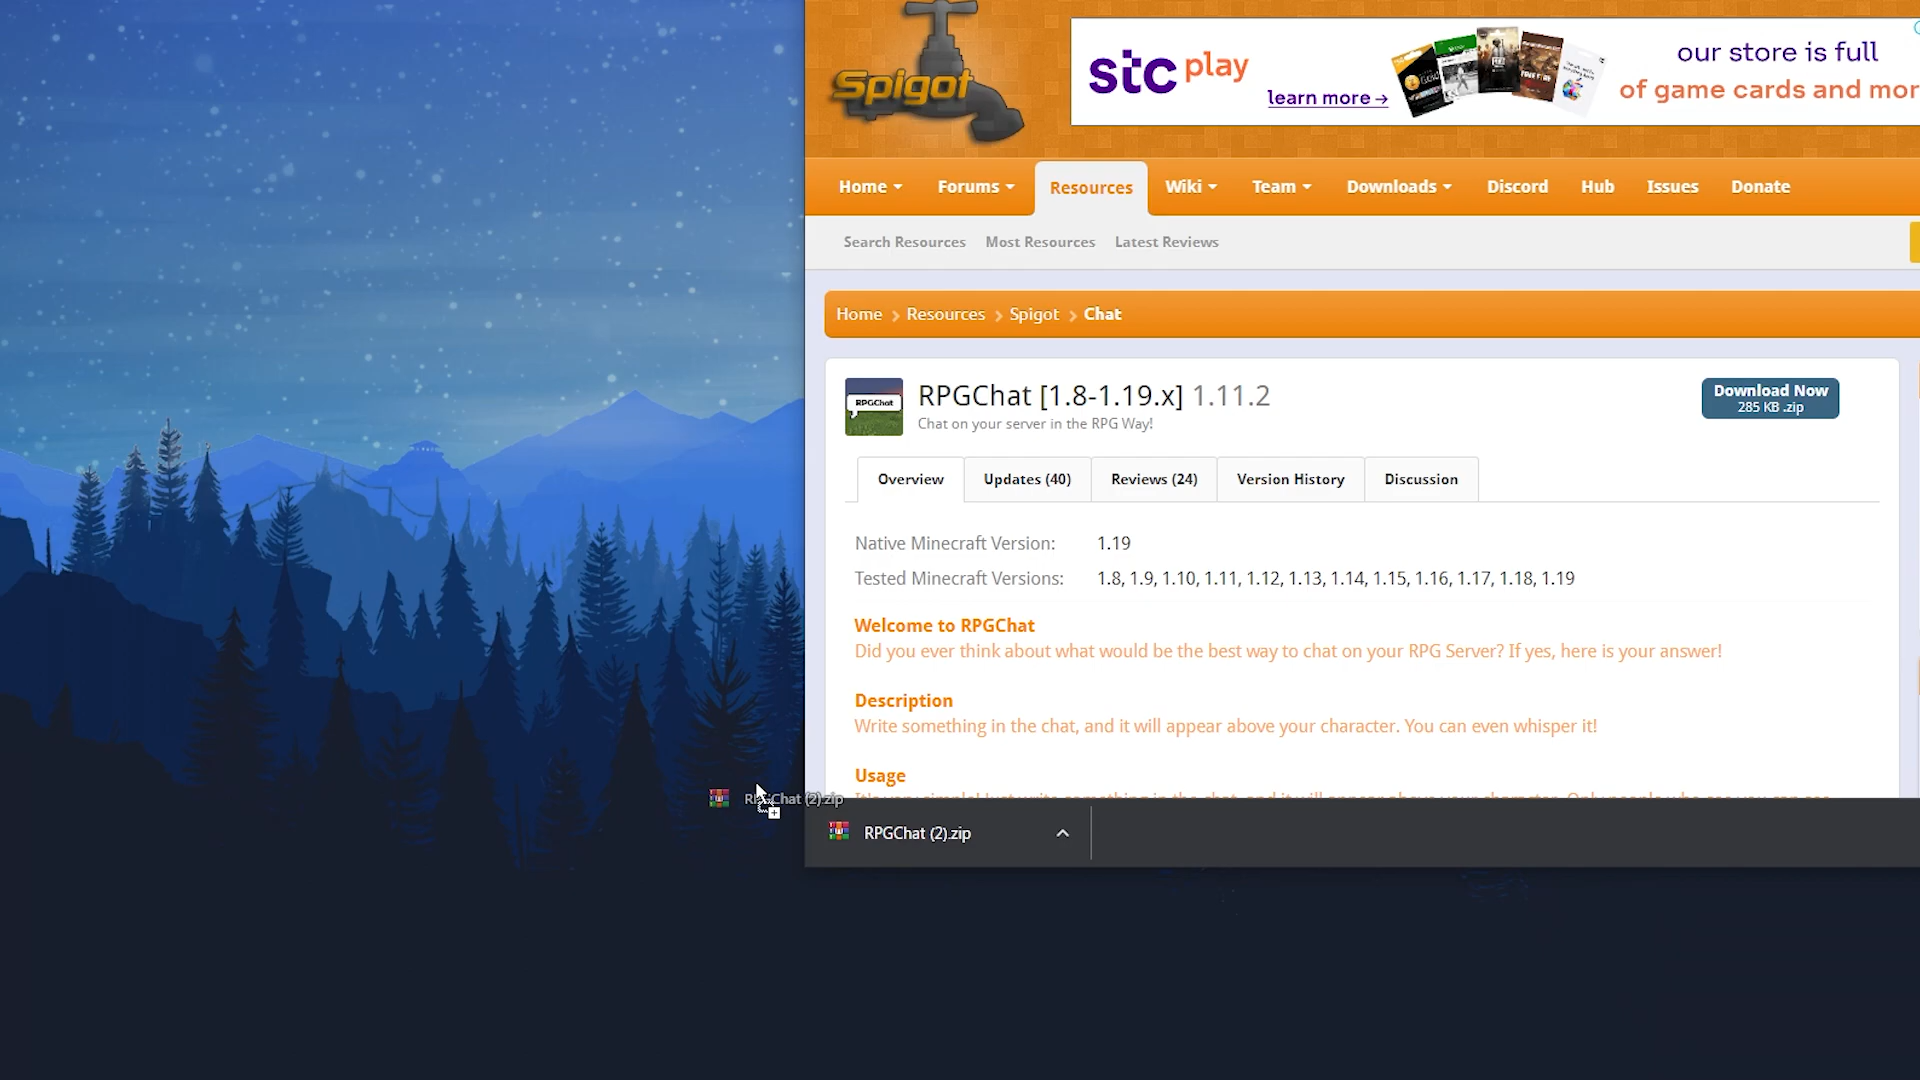 Spigot
stc play
learn more →
our store is full
of game cards and mor
Home
Forums
Resources
Wiki
Team
Downloads
Discord
Hub
Issues
Donate
Search Resources
Most Resources
Latest Reviews
Home
Resources
Spigot
Chat
RPGChat
RPGChat [1.8-1.19.x] 1.11.2
Chat on your server in the RPG Way!
Download Now
285 KB .zip
Overview
Updates (40)
Reviews (24)
Version History
Discussion
Native Minecraft Version: 1.19
Tested Minecraft Versions: 1.8, 1.9, 1.10, 1.11, 1.12, 1.13, 1.14, 1.15, 1.16, 1.17, 1.18, 1.19
Welcome to RPGChat
Did you ever think about what would be the best way to chat on your RPG Server? If yes, here is your answer!
Description
Write something in the chat, and it will appear above your character. You can even whisper it!
Usage
RPGChat (2).zip
RPGChat (2).zip